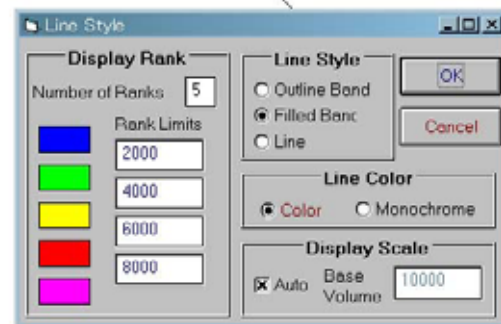 Line Style
Display Rank
Number of Ranks 5
Rank Limits
2000
4000
6000
8000
Line Style
Outline Band
Filled Band
Line
OK
Cancel
Line Color
Color Monochrome
Display Scale
Auto Base Volume 10000